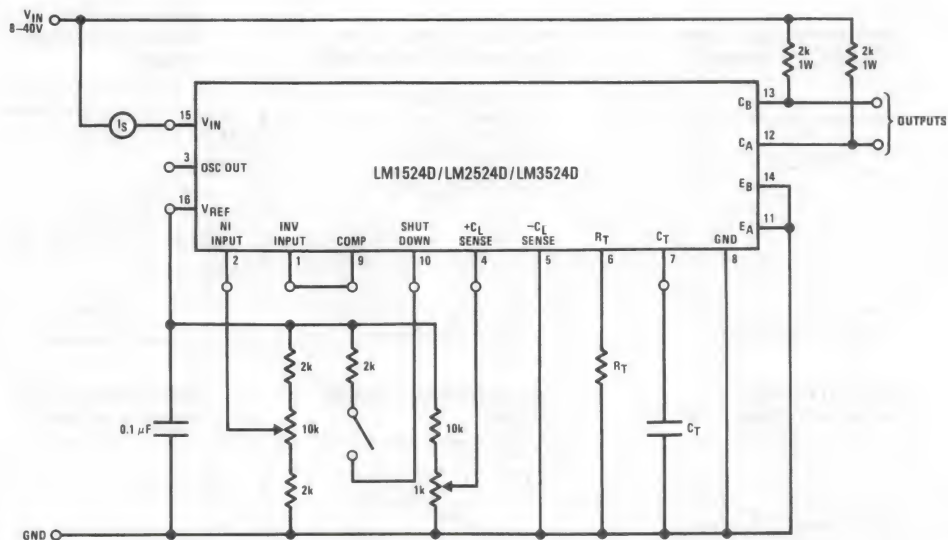 VIN
8–40V
2k
1W
2k
1W
13
CB
15
VIN
IS
OUTPUTS
12
CA
3
OSC OUT
LM1524D/LM2524D/LM3524D
14
EB
16
VREF
11
EA
NI
INPUT
INV
INPUT
COMP
SHUT
DOWN
+CL
SENSE
–CL
SENSE
RT
CT
GND
2
1
9
10
4
5
6
7
8
2k
2k
RT
0.1 μF
10k
10k
CT
2k
1k
GND